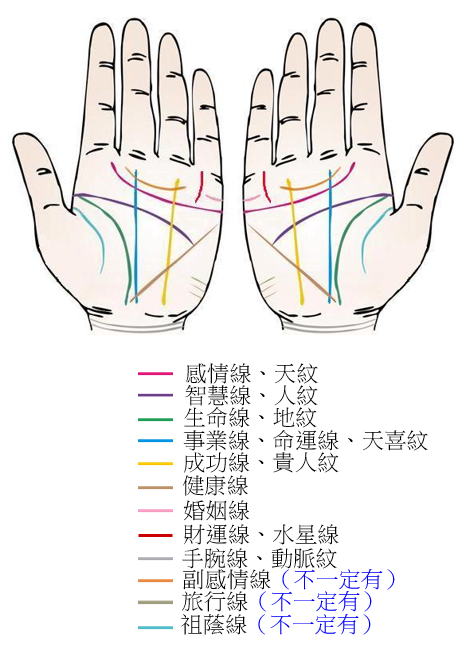 感情線、天紋
智慧線、人紋
生命線、地紋
事業線、命運線、天喜紋
成功線、貴人紋
健康線
婚姻線
財運線、水星線
手腕線、動脈紋
副感情線（不一定有）
旅行線（不一定有）
祖蔭線（不一定有）